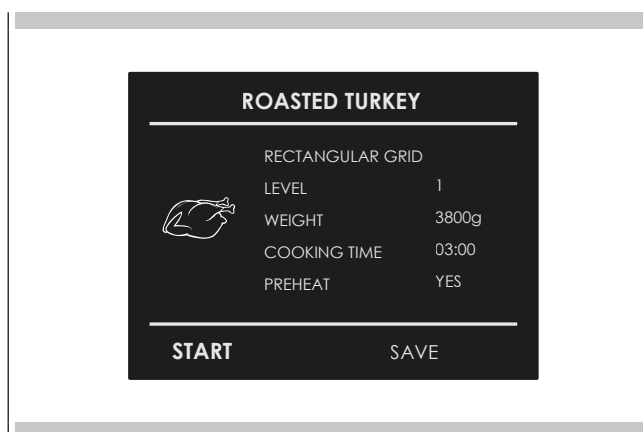 ROASTED TURKEY
RECTANGULAR GRID
LEVEL 1
WEIGHT 3800g
COOKING TIME 03:00
PREHEAT YES
START SAVE